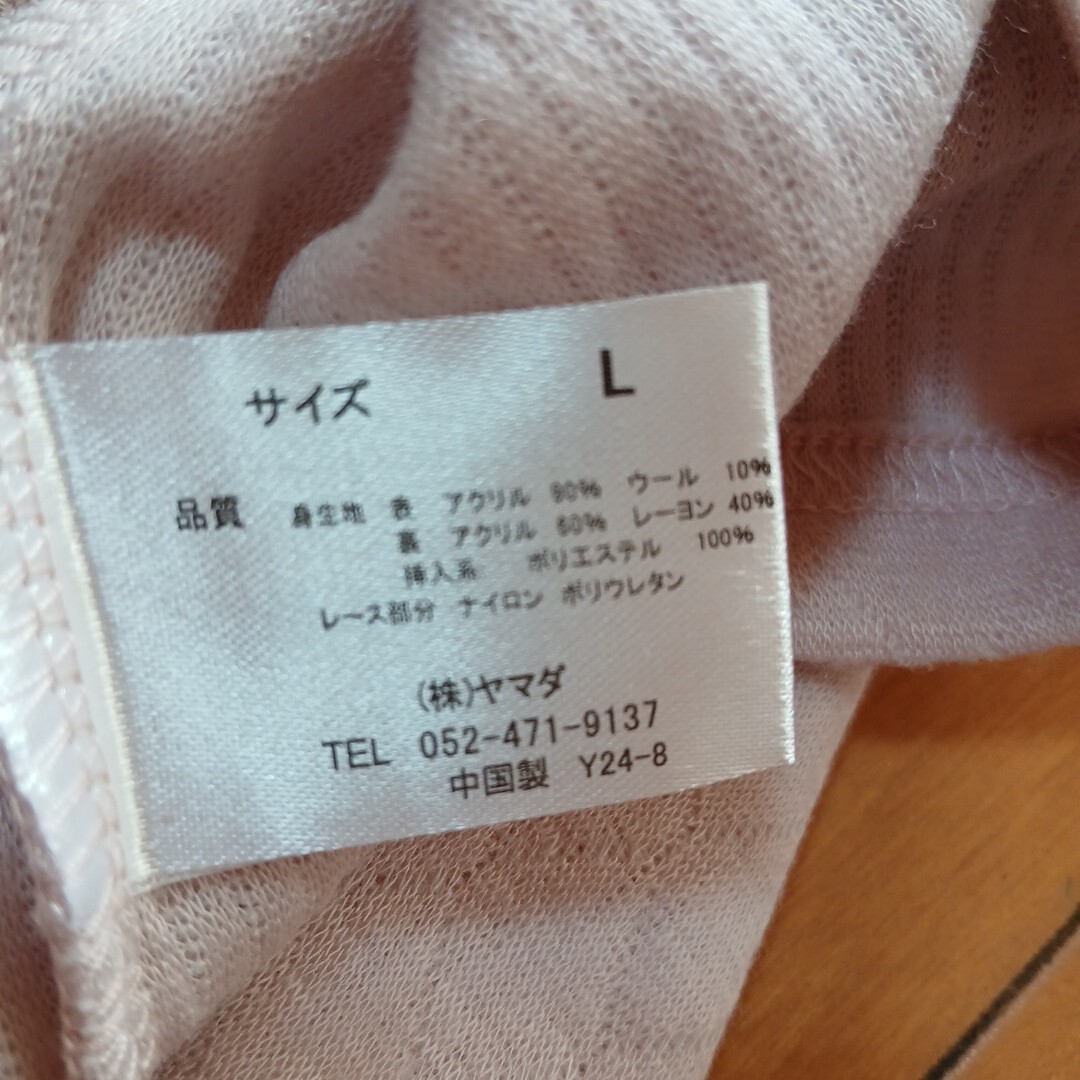 サイズ L
品質 身生地 表 アクリル 90% ウール 10%
裏 アクリル 60% レーヨン 40%
挿入糸 ポリエステル 100%
レース部分 ナイロン ポリウレタン
(株)ヤマダ
TEL 052-471-9137
中国製 Y24-8